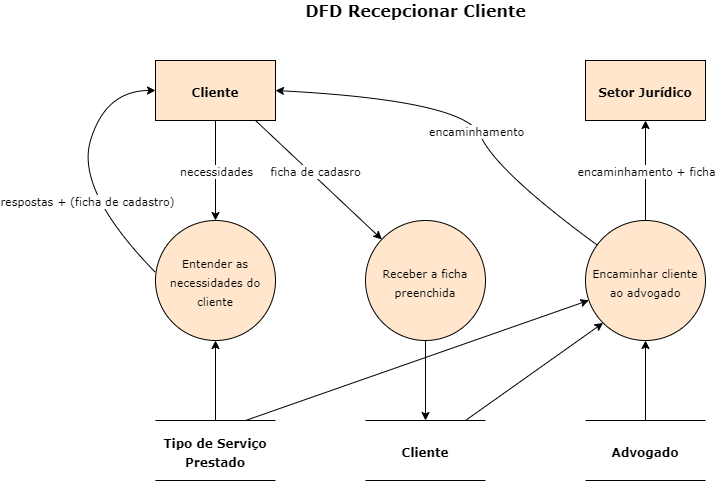 DFD Recepcionar Cliente
Cliente
Setor Jurídico
encaminhamento
necessidades
ficha de cadasro
encaminhamento + ficha
respostas + (ficha de cadastro)
Entender as
necessidades do
cliente
Receber a ficha
preenchida
Encaminhar cliente
ao advogado
Tipo de Serviço
Prestado
Cliente
Advogado